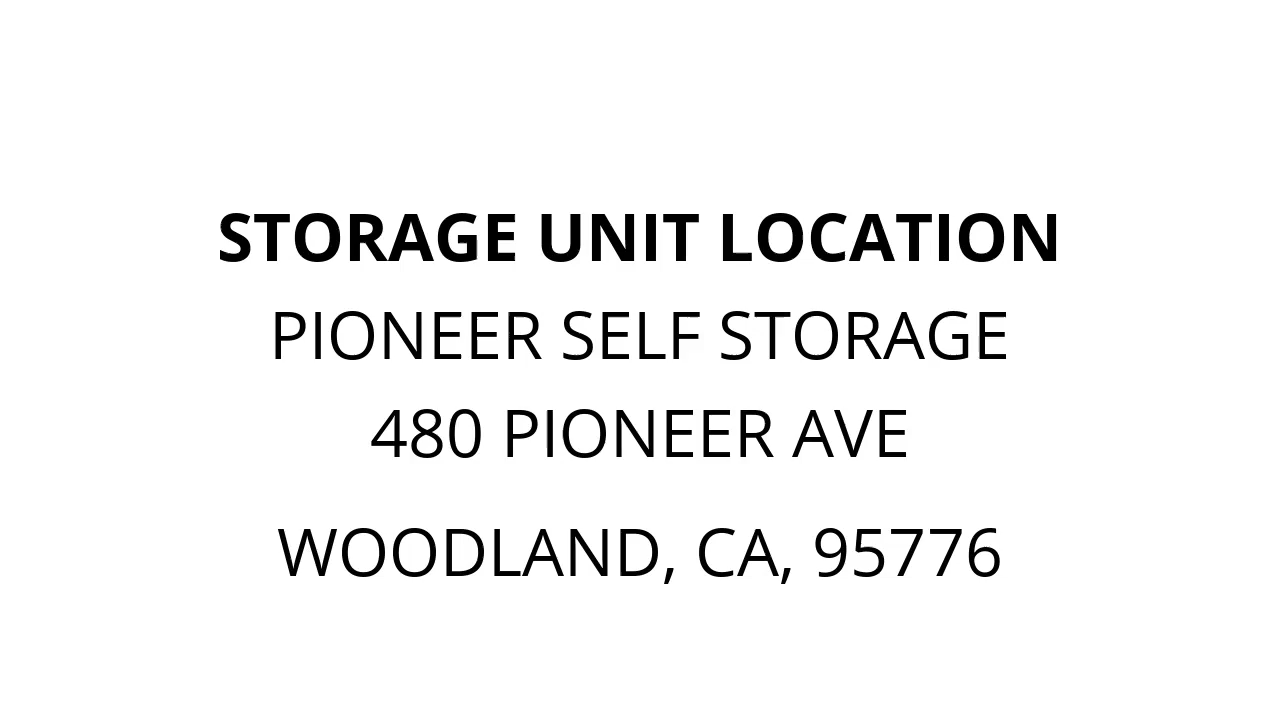 STORAGE UNIT LOCATION
PIONEER SELF STORAGE
480 PIONEER AVE
WOODLAND, CA, 95776